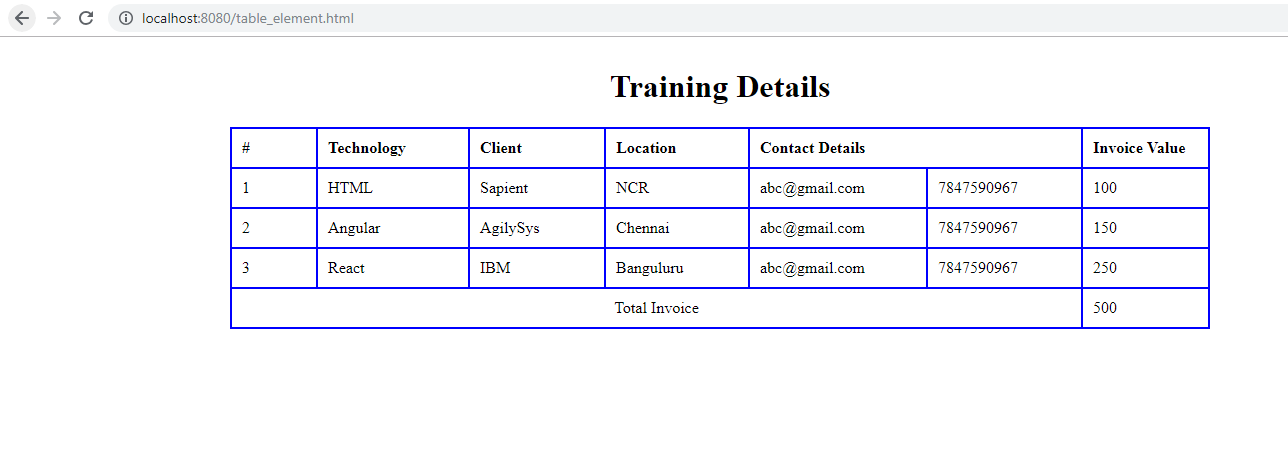 localhost:8080/table_element.html
Training Details
# Technology Client Location Contact Details Invoice Value
1 HTML Sapient NCR abc@gmail.com 7847590967 100
2 Angular AgilySys Chennai abc@gmail.com 7847590967 150
3 React IBM Banguluru abc@gmail.com 7847590967 250
Total Invoice 500